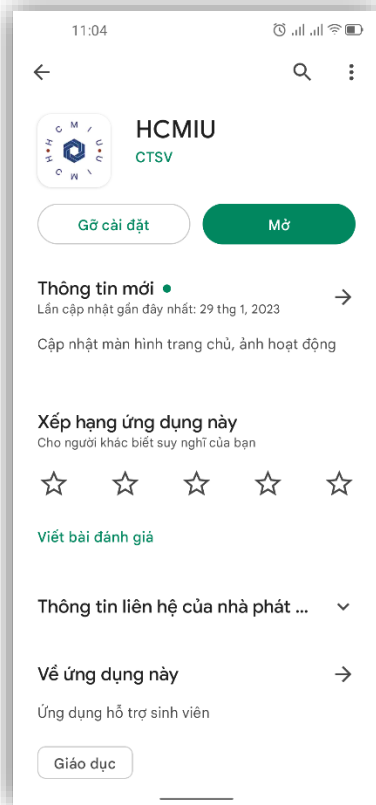 11:04
HCMIU
HCMIU
HCMIU
CTSV
Gỡ cài đặt
Mở
Thông tin mới
Lần cập nhật gần đây nhất: 29 thg 1, 2023
Cập nhật màn hình trang chủ, ảnh hoạt động
Xếp hạng ứng dụng này
Cho người khác biết suy nghĩ của bạn
Viết bài đánh giá
Thông tin liên hệ của nhà phát ...
Về ứng dụng này
Ứng dụng hỗ trợ sinh viên
Giáo dục